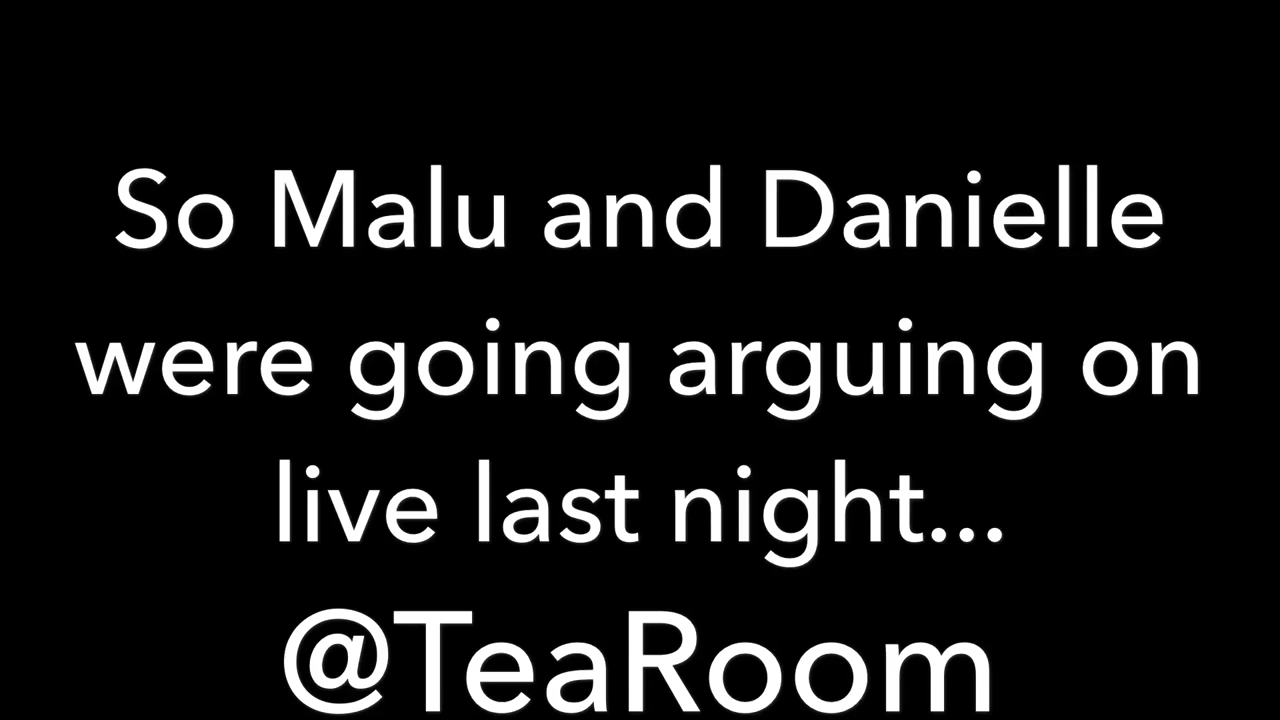 So Malu and Danielle
were going arguing on
live last night...
@TeaRoom